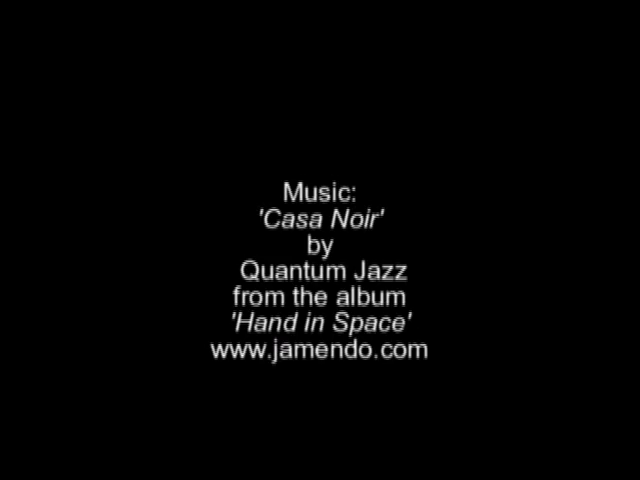 Music:
'Casa Noir'
by
Quantum Jazz
from the album
'Hand in Space'
www.jamendo.com